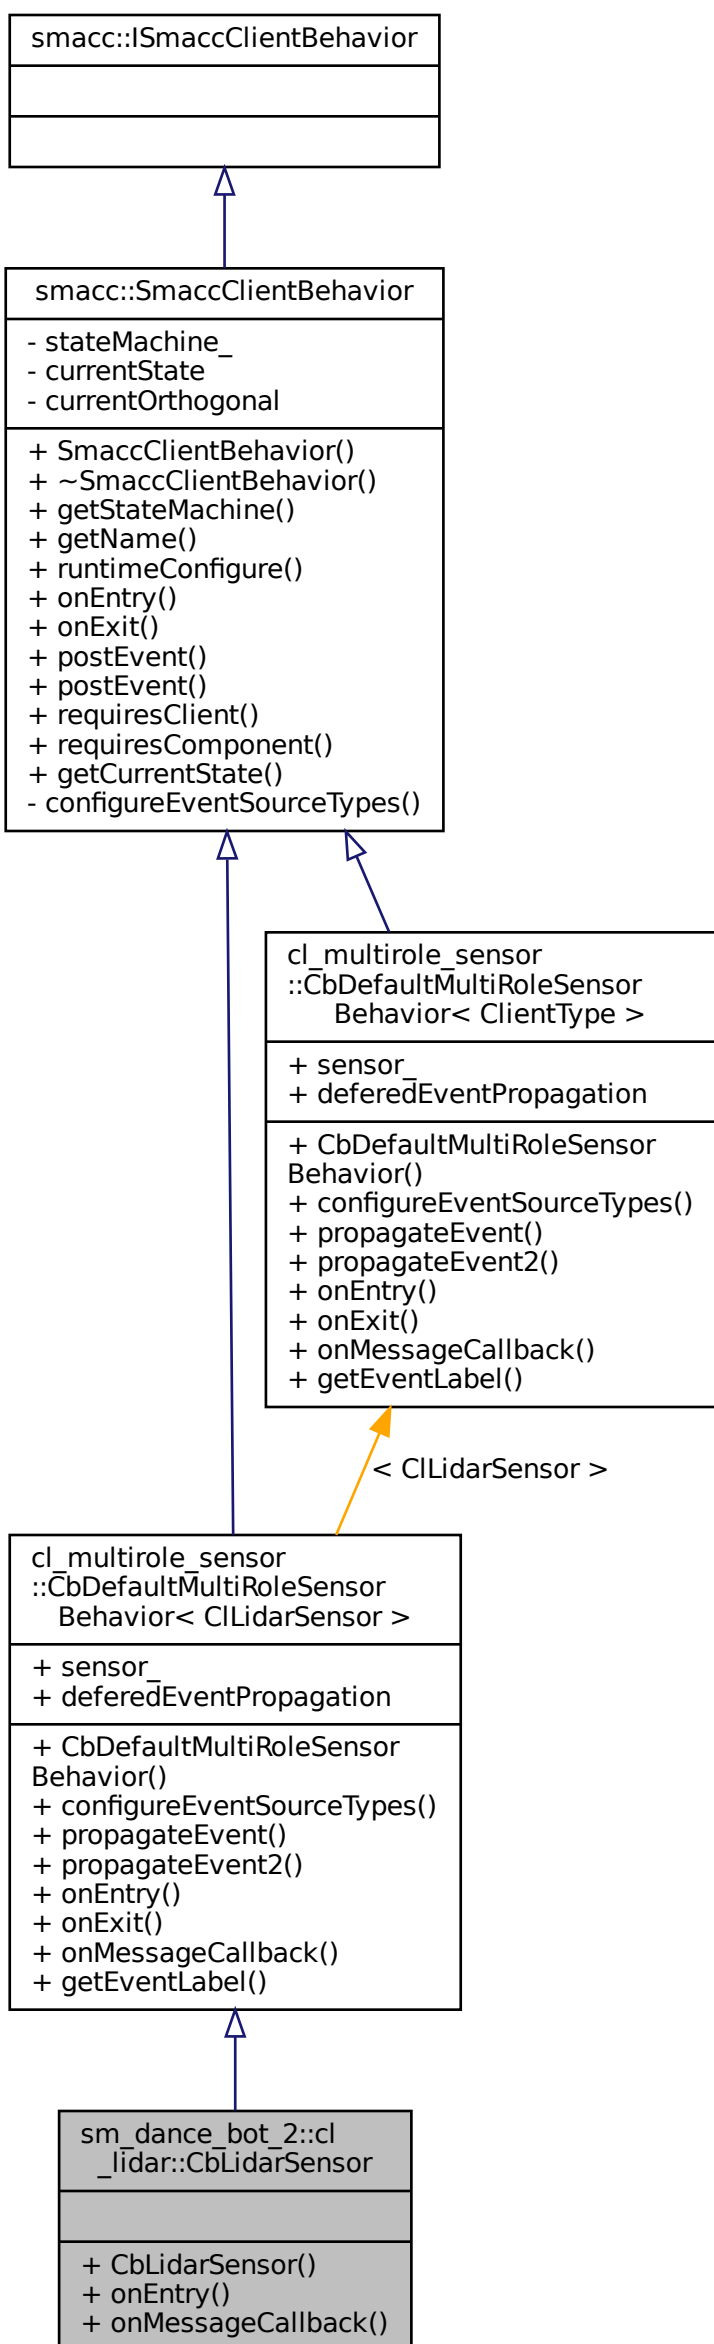 smacc::ISmaccClientBehavior
smacc::SmaccClientBehavior
- stateMachine_
- currentState
- currentOrthogonal
+ SmaccClientBehavior()
+ ~SmaccClientBehavior()
+ getStateMachine()
+ getName()
+ runtimeConfigure()
+ onEntry()
+ onExit()
+ postEvent()
+ postEvent()
+ requiresClient()
+ requiresComponent()
+ getCurrentState()
- configureEventSourceTypes()
cl_multirole_sensor
::CbDefaultMultiRoleSensor
Behavior< ClientType >
+ sensor_
+ deferedEventPropagation
+ CbDefaultMultiRoleSensor
Behavior()
+ configureEventSourceTypes()
+ propagateEvent()
+ propagateEvent2()
+ onEntry()
+ onExit()
+ onMessageCallback()
+ getEventLabel()
< ClLidarSensor >
cl_multirole_sensor
::CbDefaultMultiRoleSensor
Behavior< ClLidarSensor >
+ sensor_
+ deferedEventPropagation
+ CbDefaultMultiRoleSensor
Behavior()
+ configureEventSourceTypes()
+ propagateEvent()
+ propagateEvent2()
+ onEntry()
+ onExit()
+ onMessageCallback()
+ getEventLabel()
sm_dance_bot_2::cl
_lidar::CbLidarSensor
+ CbLidarSensor()
+ onEntry()
+ onMessageCallback()